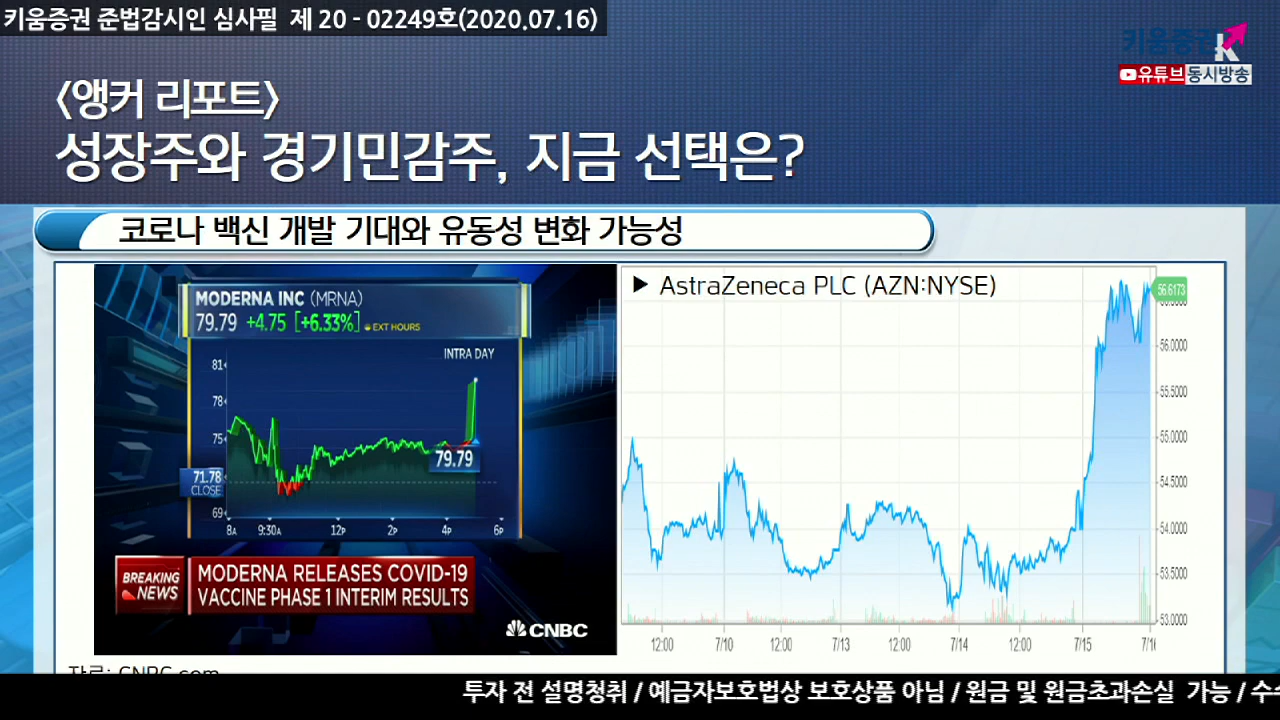 키움증권 준법감시인 심사필 제 20 - 02249호(2020.07.16)
키움증권
유튜브 동시방송
<앵커 리포트>
성장주와 경기민감주, 지금 선택은?
코로나 백신 개발 기대와 유동성 변화 가능성
MODERNA INC (MRNA)
79.79 +4.75 [+6.33%] EXT HOURS
INTRA DAY
81
78
75
79.79
71.78
CLOSE
69
8A 9:30A 12P 2P 4P 6P
BREAKING NEWS
MODERNA RELEASES COVID-19
VACCINE PHASE 1 INTERIM RESULTS
CNBC
▶ AstraZeneca PLC (AZN:NYSE)
56.6173
56.0000
55.5000
55.0000
54.5000
54.0000
53.5000
53.0000
12:00 7/10 12:00 7/13 12:00 7/14 12:00 7/15
자료: CNBC.com
투자 전 설명청취 / 예금자보호법상 보호상품 아님 / 원금 및 원금초과손실 가능 /